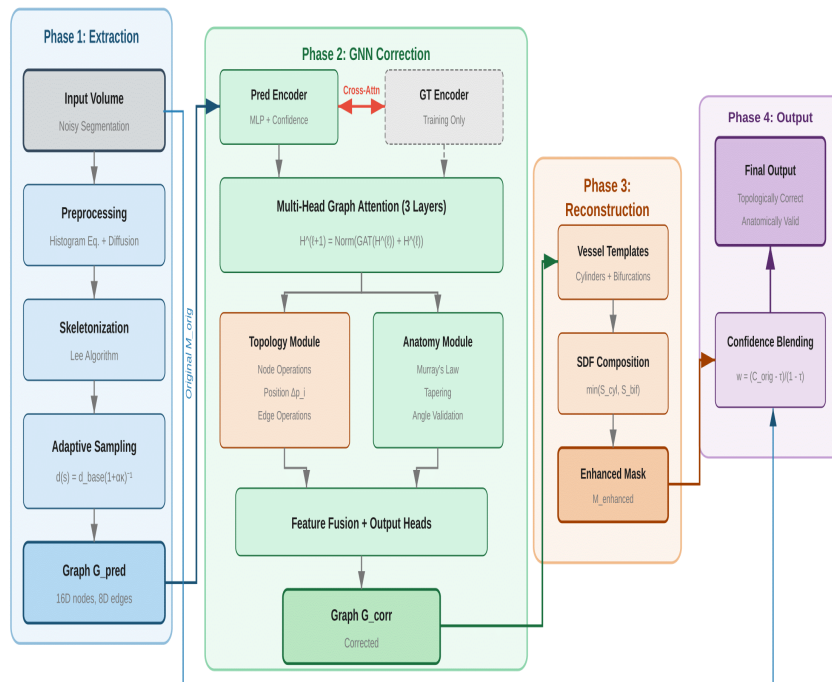 Phase 1: Extraction
Input Volume
Noisy Segmentation
Preprocessing
Histogram Eq. + Diffusion
Skeletonization
Lee Algorithm
Adaptive Sampling
d(s) = d_base(1+ακ)⁻¹
Graph G_pred
16D nodes, 8D edges
Original M_orig
Phase 2: GNN Correction
Pred Encoder
MLP + Confidence
Cross-Attn
GT Encoder
Training Only
Multi-Head Graph Attention (3 Layers)
H^(ℓ+1) = Norm(GAT(H^(ℓ)) + H^(ℓ))
Topology Module
Node Operations
Position Δp_i
Edge Operations
Anatomy Module
Murray's Law
Tapering
Angle Validation
Feature Fusion + Output Heads
Graph G_corr
Corrected
Phase 3:
Reconstruction
Vessel Templates
Cylinders + Bifurcations
SDF Composition
min(S_cyl, S_bif)
Enhanced Mask
M_enhanced
Phase 4: Output
Final Output
Topologically Correct
Anatomically Valid
Confidence Blending
w = (C_orig - τ)/(1 - τ)